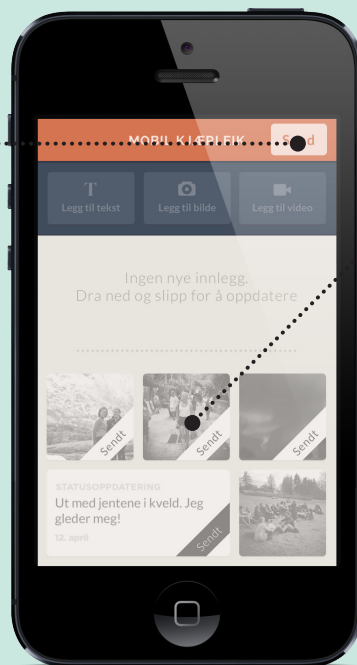 MOBIL KJÆRLEIK
Legg til tekst
Legg til bilde
Legg til video
Ingen nye innlegg.
Dra ned og slipp for å oppdatere
Sendt
Sendt
Sendt
STATUSOPPDATERING
Ut med jentene i kveld. Jeg
gleder meg!
12. april
Sendt